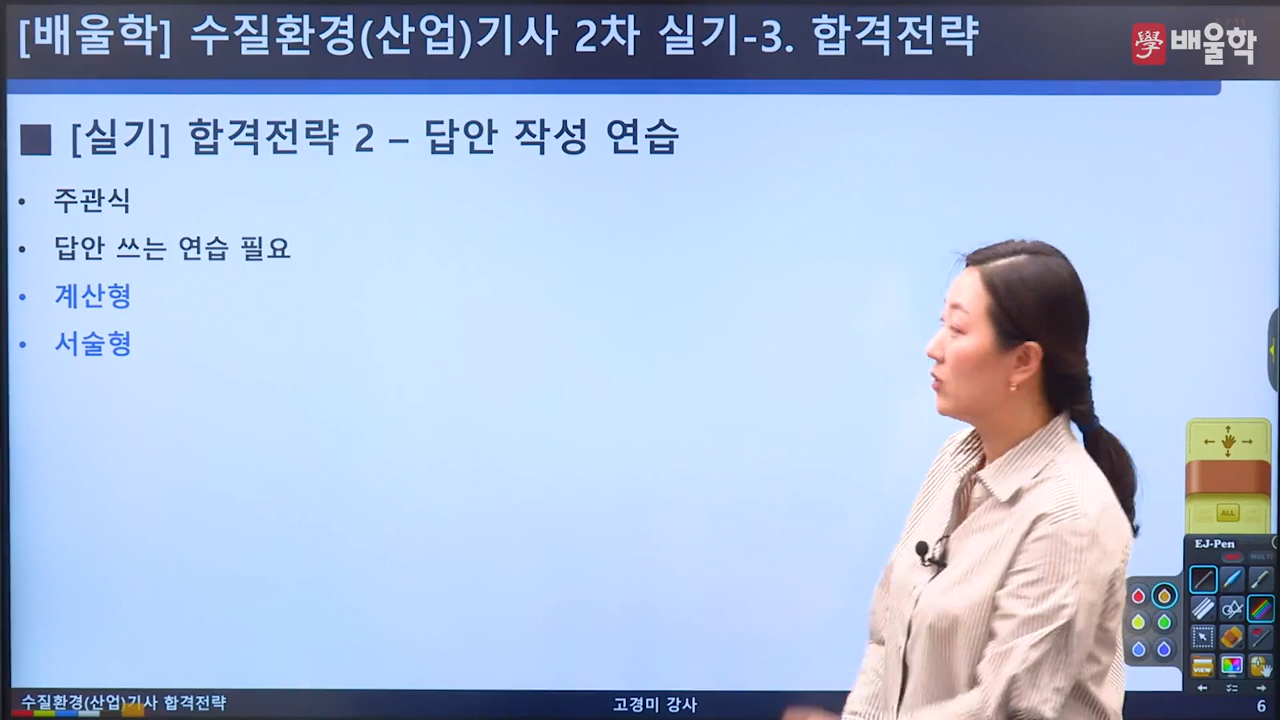 [배울학] 수질환경(산업)기사 2차 실기-3. 합격전략
學 배울학
■ [실기] 합격전략 2 – 답안 작성 연습
• 주관식
• 답안 쓰는 연습 필요
• 계산형
• 서술형
ALL
EJ-Pen
MULTI
VIEW
수질환경(산업)기사 합격전략
고경미 강사
6